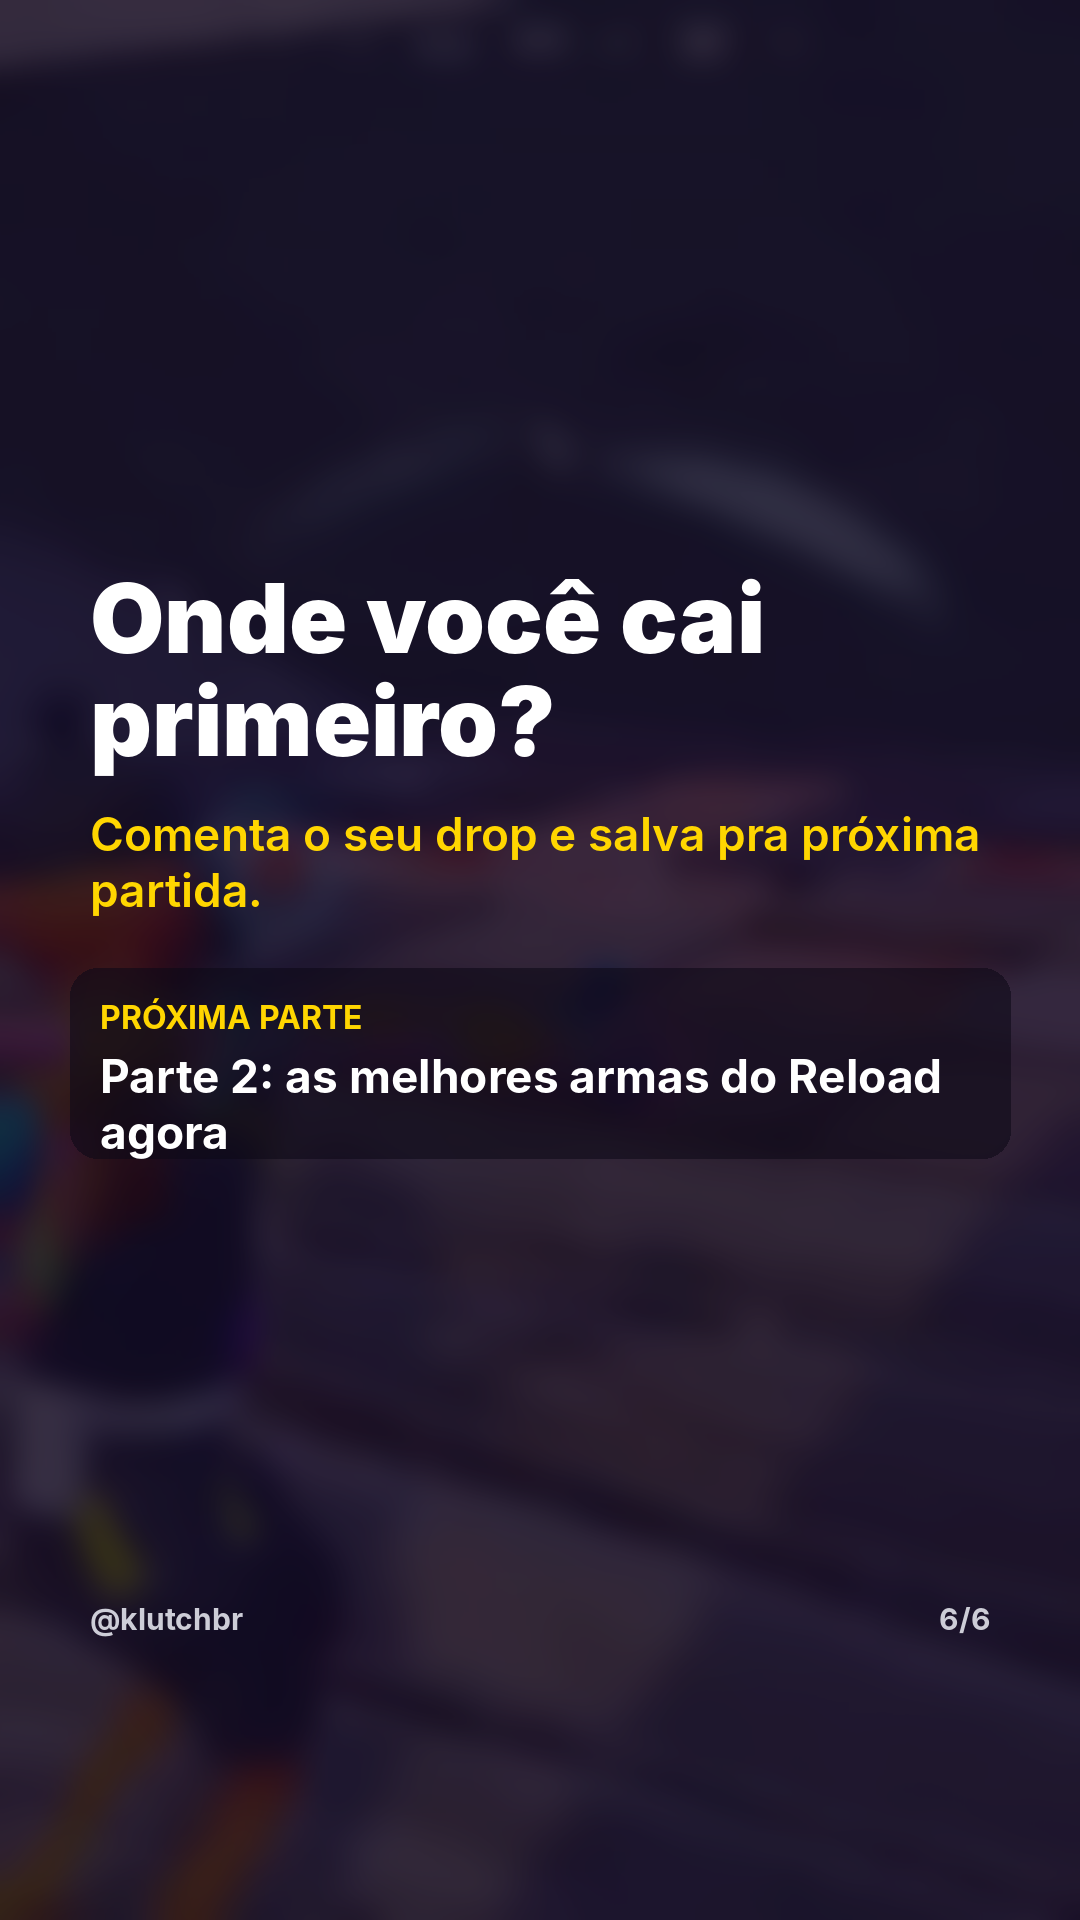 Onde você cai
primeiro?
Comenta o seu drop e salva pra próxima
partida.
PRÓXIMA PARTE
Parte 2: as melhores armas do Reload
agora
@klutchbr
6/6